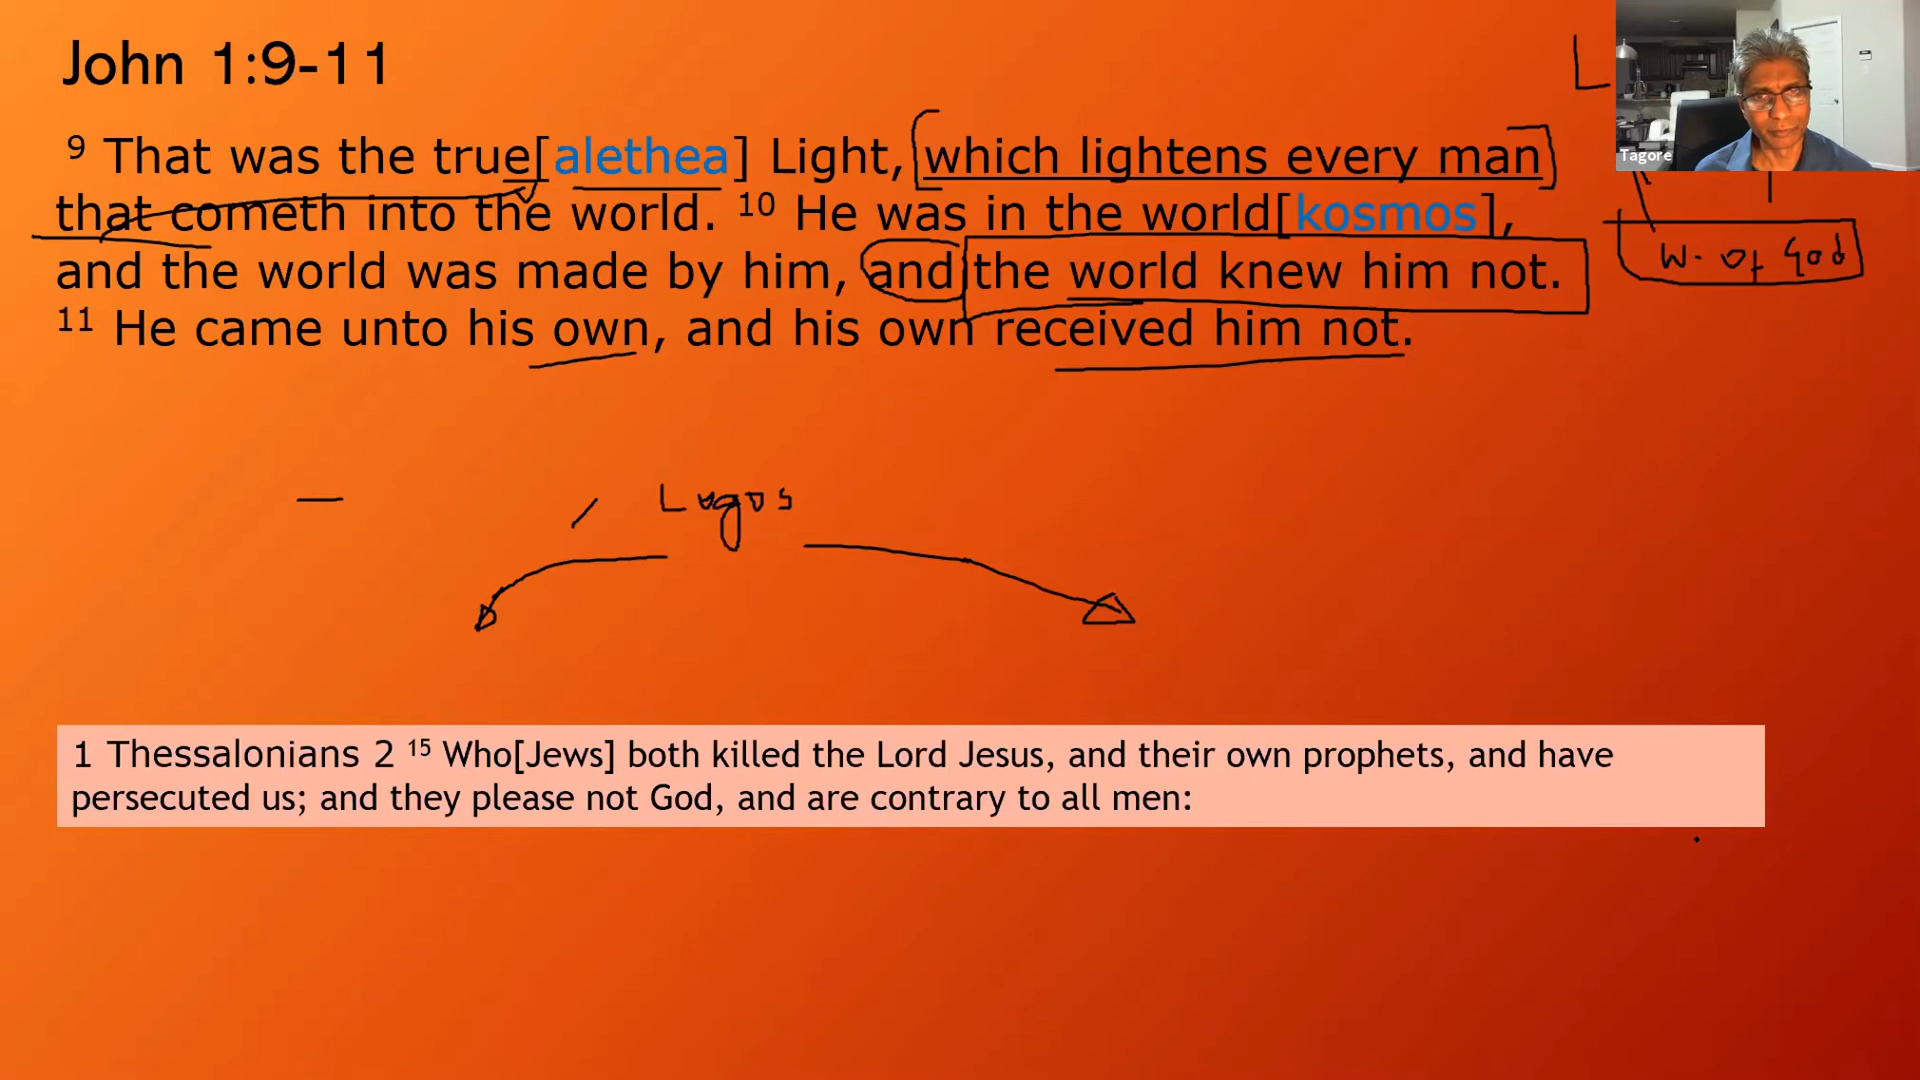 John 1:9-11
L
9 That was the true[alethea] Light, which lightens every man
Tagore
that cometh into the world. 10 He was in the world[kosmos],
and the world was made by him, and the world knew him not.
W. of God
11 He came unto his own, and his own received him not.
Logos
1 Thessalonians 2 15 Who[Jews] both killed the Lord Jesus, and their own prophets, and have
persecuted us; and they please not God, and are contrary to all men: